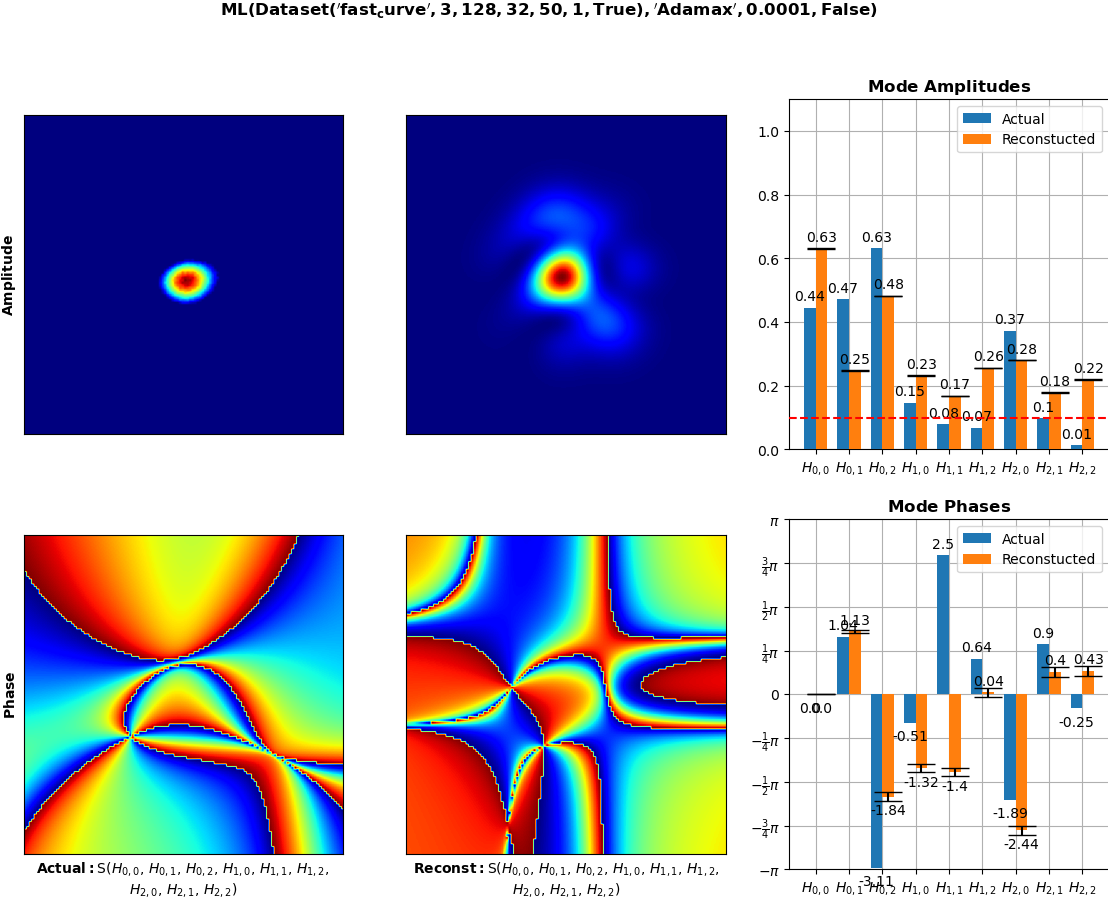 ML(Dataset('fast_curve', 3, 128, 32, 50, 1, True), 'Adamax', 0.0001, False)
Amplitude
Mode Amplitudes
Actual
Reconstucted
1.0
0.8
0.6
0.4
0.2
0.0
0.44
0.63
0.47
0.25
0.63
0.48
0.15
0.23
0.08
0.17
0.07
0.26
0.37
0.28
0.1
0.18
0.01
0.22
H0,0 H0,1 H0,2 H1,0 H1,1 H1,2 H2,0 H2,1 H2,2
Phase
Mode Phases
Actual
Reconstucted
π
3/4π
1/2π
1/4π
0
−1/4π
−1/2π
−3/4π
−π
0.0
0.0
1.04
1.13
-3.11
-1.84
-0.51
-1.32
2.5
-1.4
0.64
0.04
-1.89
-2.44
0.9
0.4
-0.25
0.43
H0,0 H0,1 H0,2 H1,0 H1,1 H1,2 H2,0 H2,1 H2,2
Actual: S(H0,0, H0,1, H0,2, H1,0, H1,1, H1,2,
H2,0, H2,1, H2,2)
Reconst: S(H0,0, H0,1, H0,2, H1,0, H1,1, H1,2,
H2,0, H2,1, H2,2)